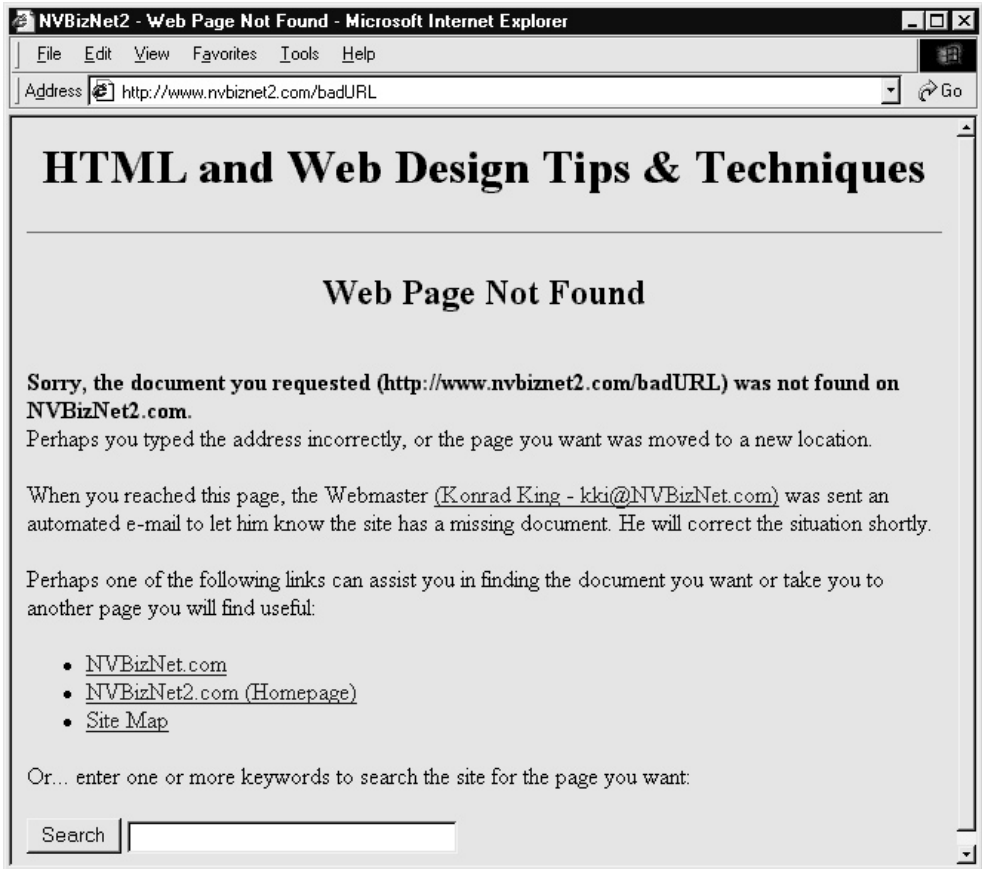 NVBizNet2 - Web Page Not Found - Microsoft Internet Explorer
File Edit View Favorites Tools Help
Address http://www.nvbiznet2.com/badURL Go
HTML and Web Design Tips & Techniques
Web Page Not Found
Sorry, the document you requested (http://www.nvbiznet2.com/badURL) was not found on
NVBizNet2.com.
Perhaps you typed the address incorrectly, or the page you want was moved to a new location.
When you reached this page, the Webmaster (Konrad King - kki@NVBizNet.com) was sent an
automated e-mail to let him know the site has a missing document. He will correct the situation shortly.
Perhaps one of the following links can assist you in finding the document you want or take you to
another page you will find useful:
• NVBizNet.com
• NVBizNet2.com (Homepage)
• Site Map
Or... enter one or more keywords to search the site for the page you want:
Search